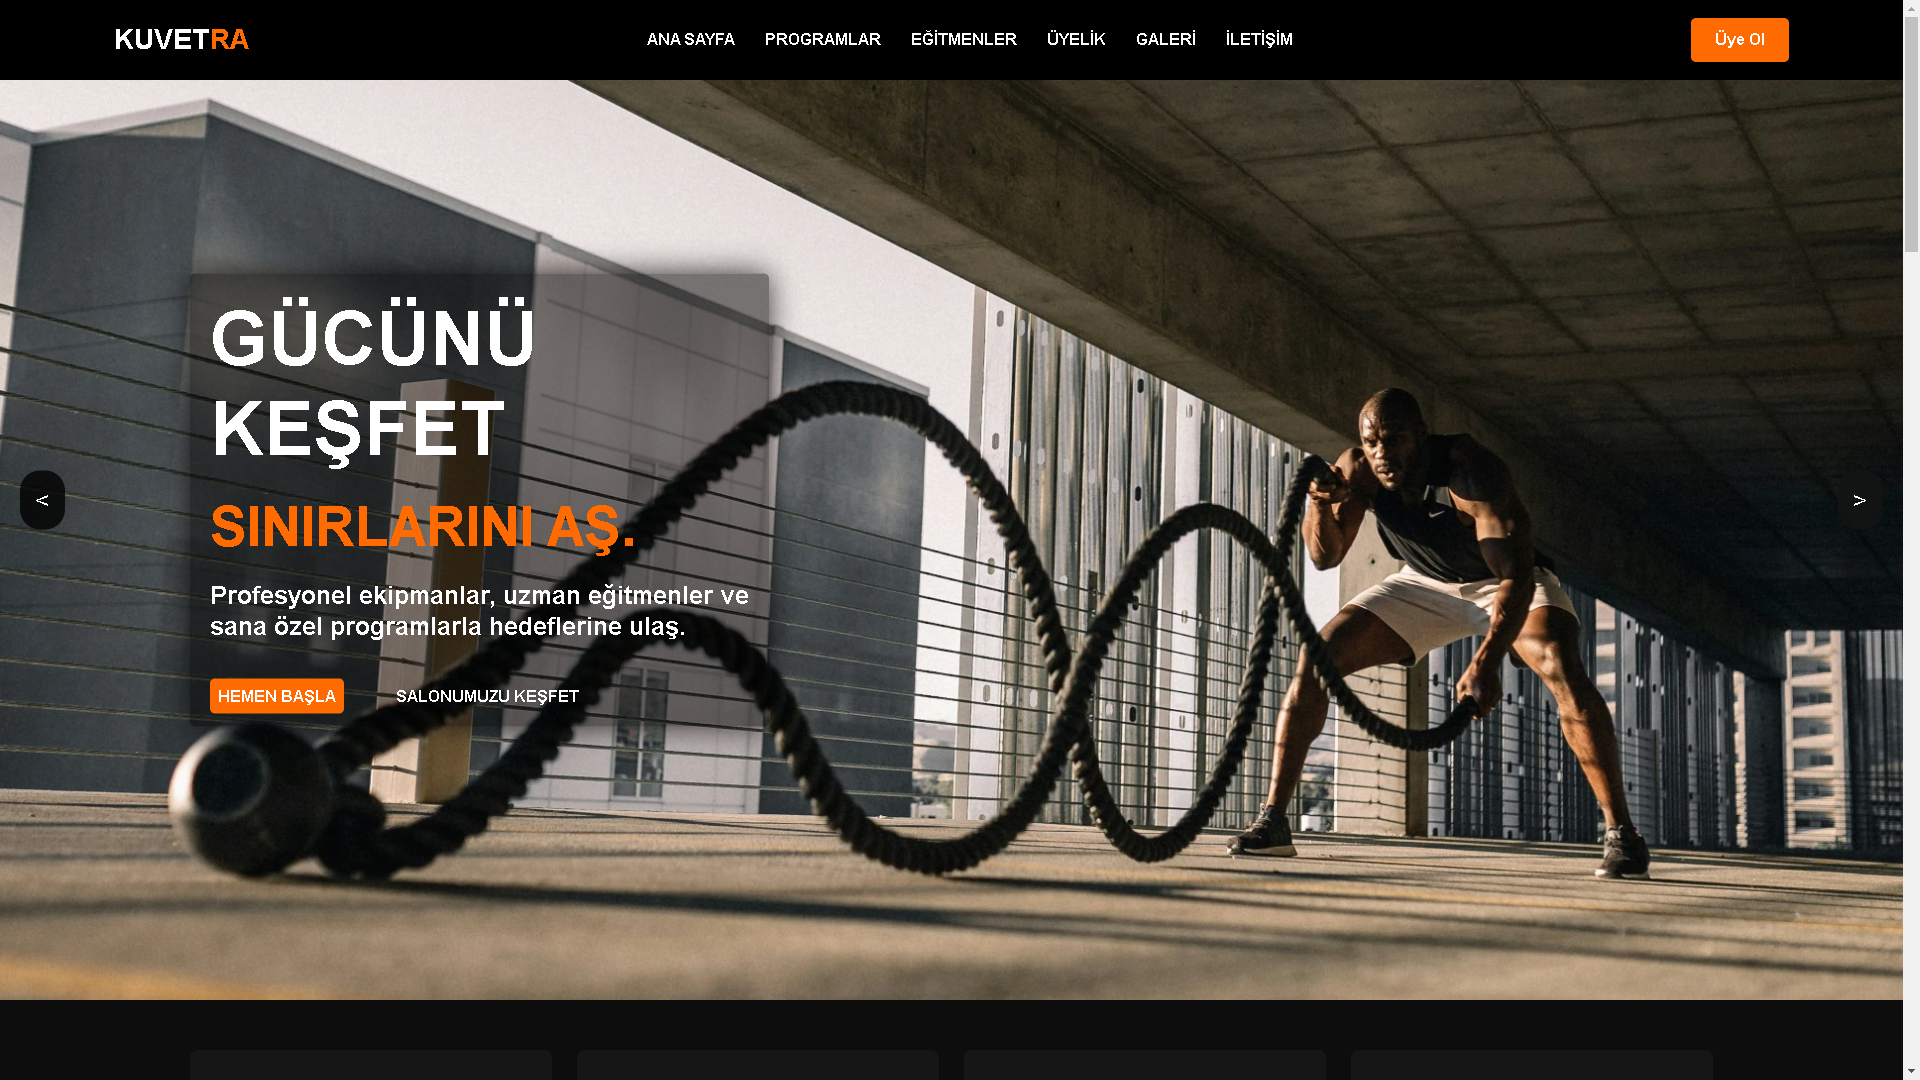 KUVETRA
ANA SAYFA PROGRAMLAR EĞİTMENLER ÜYELİK GALERİ İLETİŞİM
Üye Ol
GÜCÜNÜ
KEŞFET
SINIRLARINI AŞ.
Profesyonel ekipmanlar, uzman eğitmenler ve
sana özel programlarla hedeflerine ulaş.
HEMEN BAŞLA SALONUMUZU KEŞFET
< >